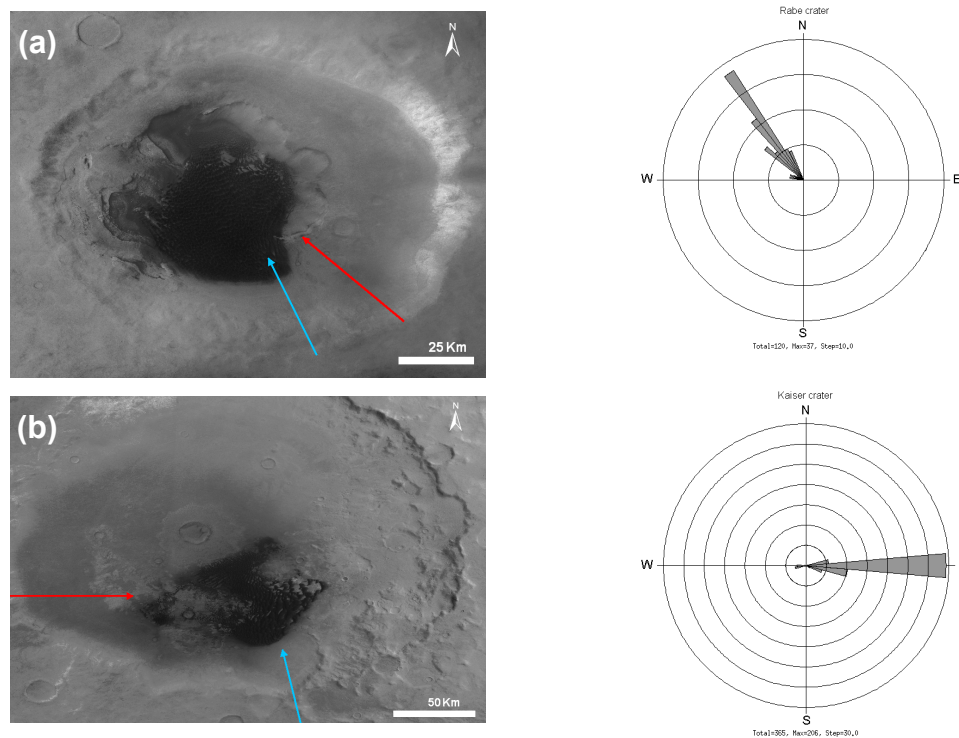 (a)
N
25 Km
Rabe crater
N
W
E
S
Total=120, Max=37, Step=10.0
(b)
N
50 Km
Kaiser crater
N
W
S
Total=365, Max=206, Step=30.0